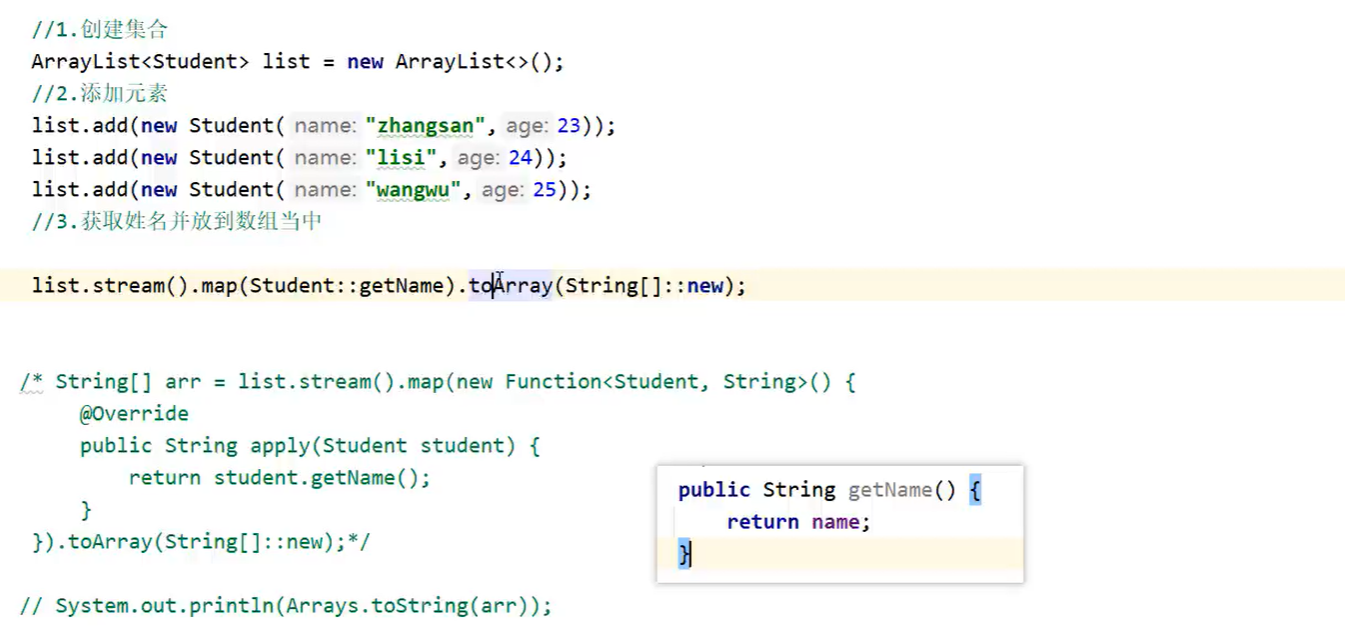 //1.创建集合
ArrayList<Student> list = new ArrayList<>();
//2.添加元素
list.add(new Student( name: "zhangsan", age: 23));
list.add(new Student( name: "lisi", age: 24));
list.add(new Student( name: "wangwu", age: 25));
//3.获取姓名并放到数组当中
list.stream().map(Student::getName).toArray(String[]::new);
/* String[] arr = list.stream().map(new Function<Student, String>() {
@Override
public String apply(Student student) {
return student.getName();
}
}).toArray(String[]::new);*/
// System.out.println(Arrays.toString(arr));
public String getName() {
return name;
}